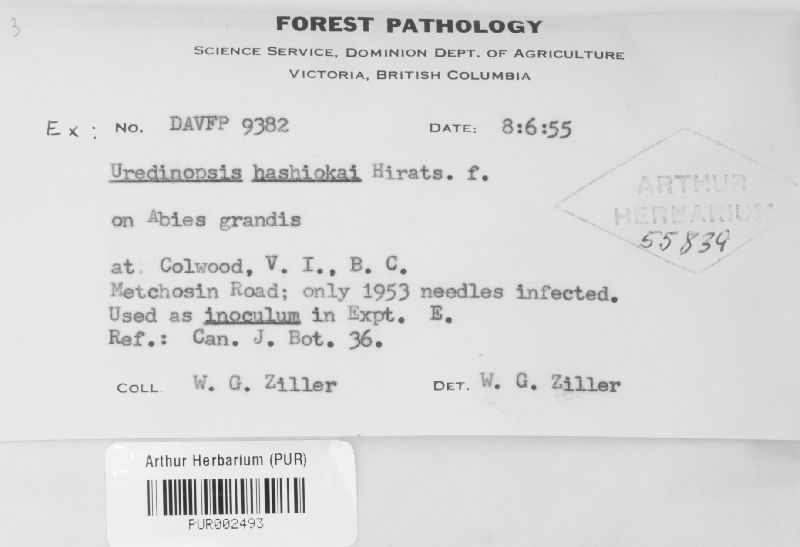 3
FOREST PATHOLOGY
SCIENCE SERVICE, DOMINION DEPT. OF AGRICULTURE
VICTORIA, BRITISH COLUMBIA
Ex: NO. DAVFP 9382 DATE: 8:6:55
Uredinopsis hashiokai Hirats. f.
on Abies grandis
ARTHUR
HERBARIUM
55839
at. Colwood, V. I., B. C.
Metchosin Road; only 1953 needles infected.
Used as inoculum in Expt. E.
Ref.: Can. J. Bot. 36.
COLL. W. G. Ziller DET. W. G. Ziller
Arthur Herbarium (PUR)
PUR002493